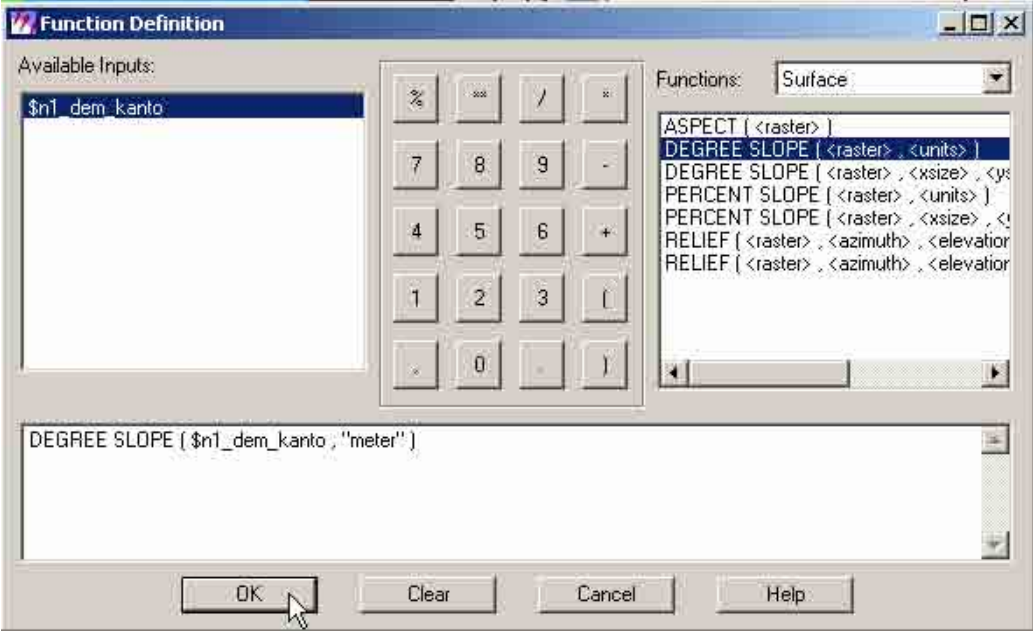 Function Definition
Available Inputs:
$n1_dem_kanto
% ** / *
7 8 9 -
4 5 6 +
1 2 3 (
, 0 . )
Functions: Surface
ASPECT ( <raster> )
DEGREE SLOPE ( <raster> , <units> )
DEGREE SLOPE ( <raster> , <xsize> , <ys
PERCENT SLOPE ( <raster> , <units> )
PERCENT SLOPE ( <raster> , <xsize> , <
RELIEF ( <raster> , <azimuth> , <elevation
RELIEF ( <raster> , <azimuth> , <elevation
DEGREE SLOPE ( $n1_dem_kanto , "meter" )
OK Clear Cancel Help